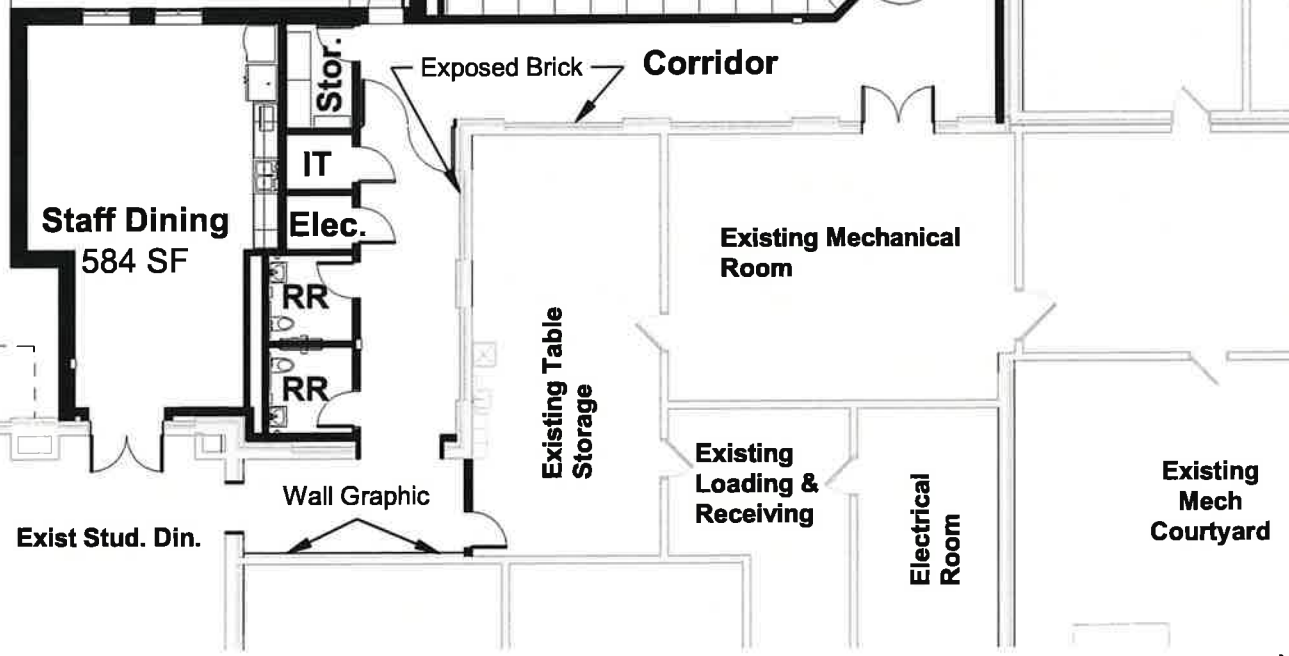 Exposed Brick
Corridor
Stor.
IT
Staff Dining
584 SF
Elec.
RR
RR
Existing Mechanical
Room
Existing Table
Storage
Existing
Loading &
Receiving
Electrical
Room
Existing
Mech
Courtyard
Wall Graphic
Exist Stud. Din.